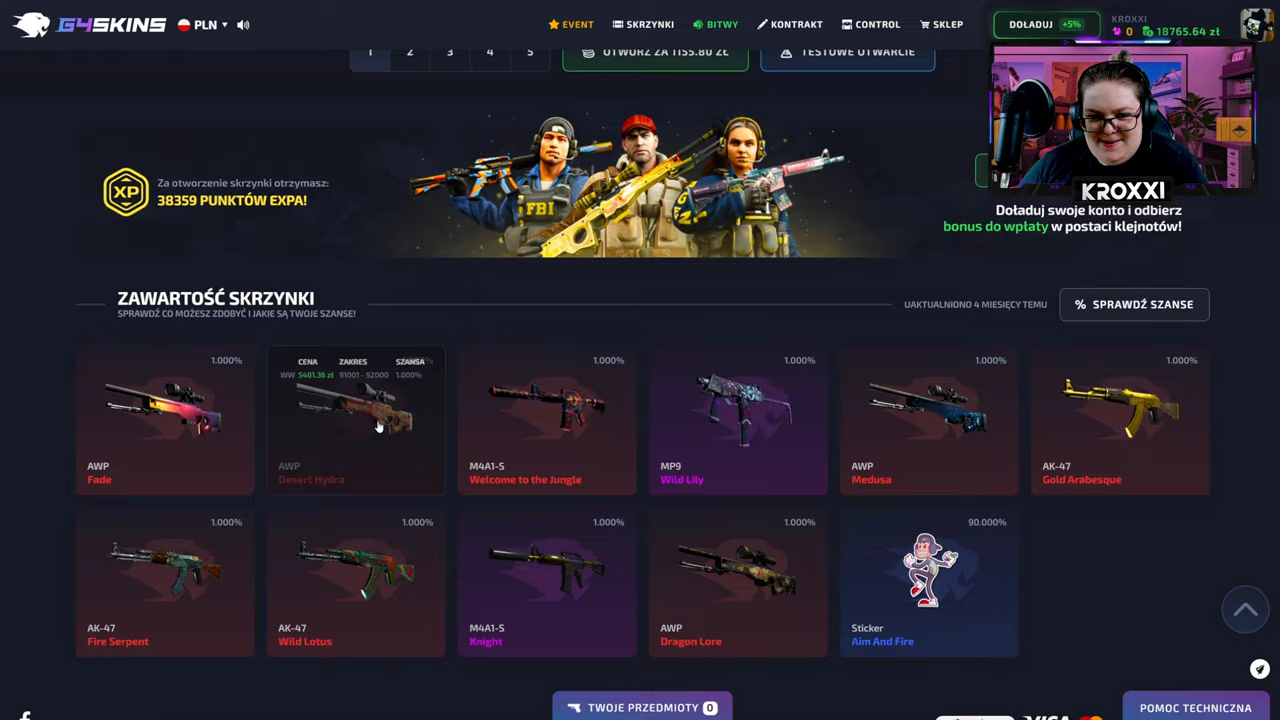 G4SKINS
PLN
EVENT
SKRZYNKI
BITWY
KONTRAKT
CONTROL
SKLEP
DOŁADUJ +5%
KROXXI
0 18765.64 zł
1 2 3 4 5
OTWÓRZ ZA 1155.80 ZŁ
TESTOWE OTWARCIE
KROXXI
XP
Za otworzenie skrzynki otrzymasz:
38359 PUNKTÓW EXPA!
FBI
Doładuj swoje konto i odbierz
bonus do wpłaty w postaci klejnotów!
ZAWARTOŚĆ SKRZYNKI
SPRAWDŹ CO MOŻESZ ZDOBYĆ I JAKIE SĄ TWOJE SZANSE!
UAKTUALNIONO 4 MIESIĘCY TEMU
% SPRAWDŹ SZANSE
1.000%
AWP
Fade
CENA ZAKRES SZANSA
WW 5481.36 zł 91001 - 92000 1.000%
AWP
Desert Hydra
1.000%
M4A1-S
Welcome to the Jungle
1.000%
MP9
Wild Lily
1.000%
AWP
Medusa
1.000%
AK-47
Gold Arabesque
1.000%
AK-47
Fire Serpent
1.000%
AK-47
Wild Lotus
1.000%
M4A1-S
Knight
1.000%
AWP
Dragon Lore
90.000%
Sticker
Aim And Fire
TWOJE PRZEDMIOTY 0
VISA
POMOC TECHNICZNA